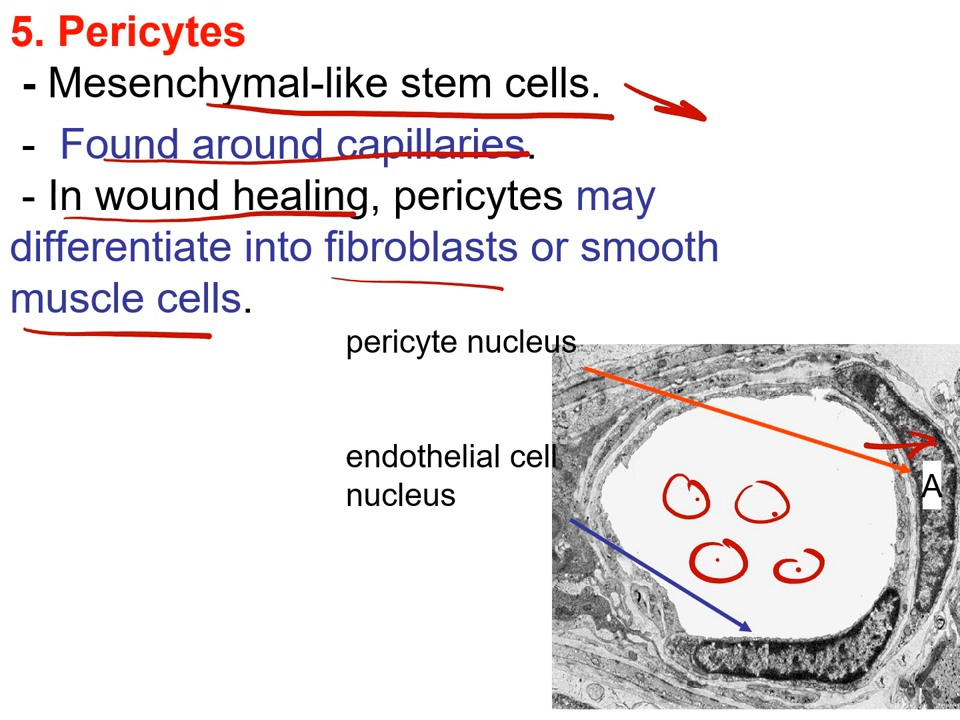 5. Pericytes
- Mesenchymal-like stem cells.
- Found around capillaries.
- In wound healing, pericytes may
differentiate into fibroblasts or smooth
muscle cells.
pericyte nucleus
endothelial cell
nucleus
A